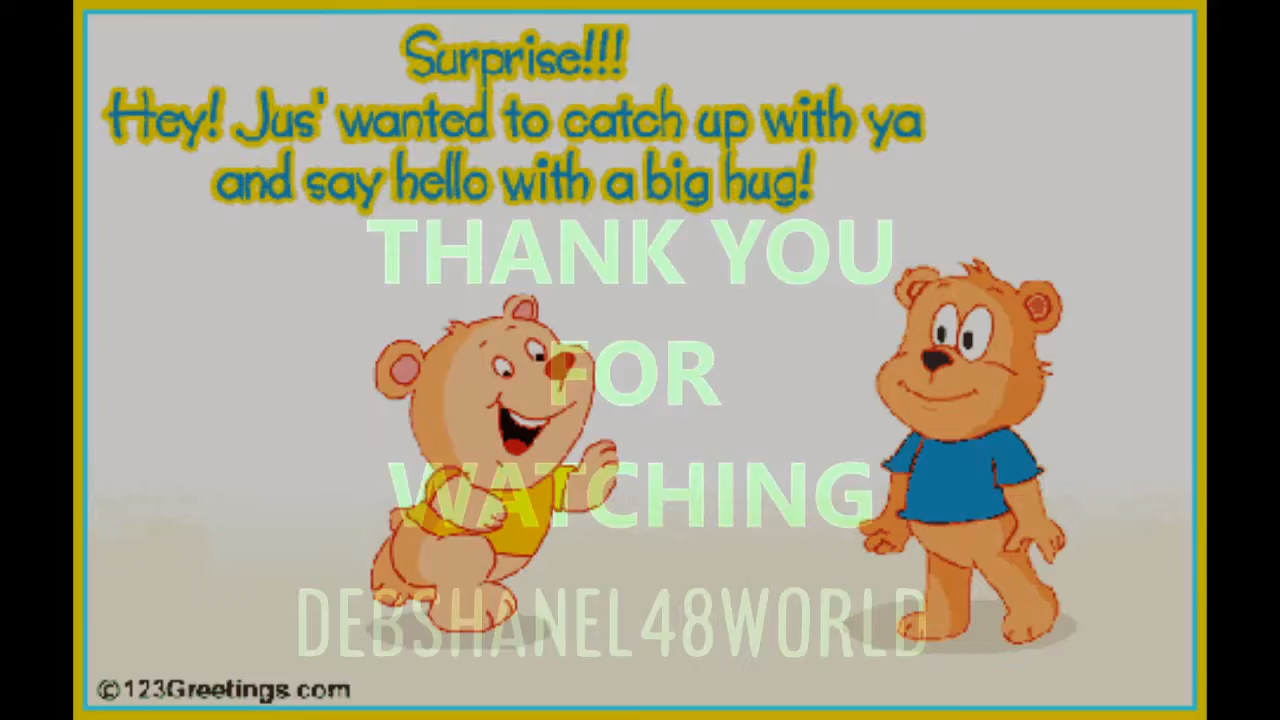 Surprise!!!
Hey! Jus' wanted to catch up with ya
and say hello with a big hug!
THANK YOU
FOR
WATCHING
DEBSHANEL48WORLD
©123Greetings.com